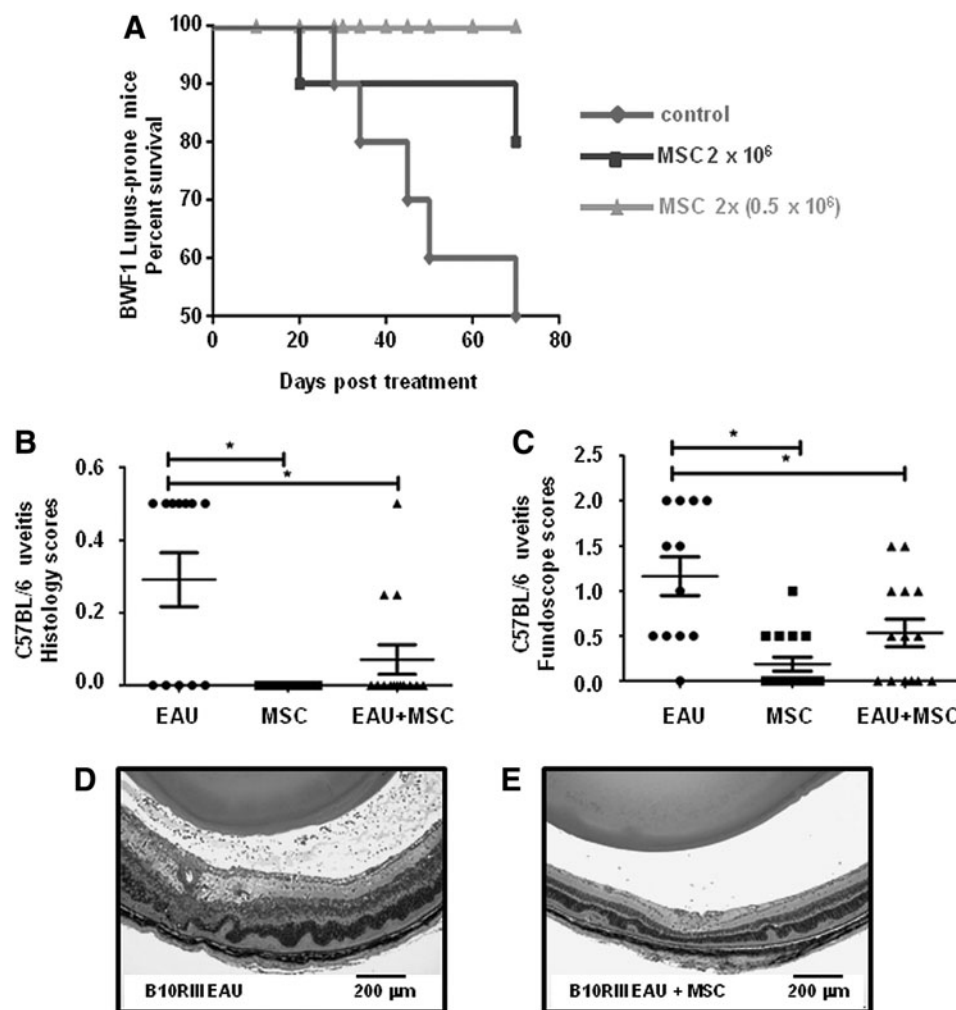 A
BWF1 Lupus-prone mice
Percent survival
100
90
80
70
60
50
0
20
40
60
80
Days post treatment
control
MSC 2 x 10⁶
MSC 2x (0.5 x 10⁶)
B
C57BL/6 uveitis
Histology scores
0.6
0.4
0.2
0.0
*
*
EAU
MSC
EAU+MSC
C
C57BL/6 uveitis
Fundoscope scores
2.5
2.0
1.5
1.0
0.5
0.0
*
*
EAU
MSC
EAU+MSC
D
B10RIII EAU
200 µm
E
B10RIII EAU + MSC
200 µm